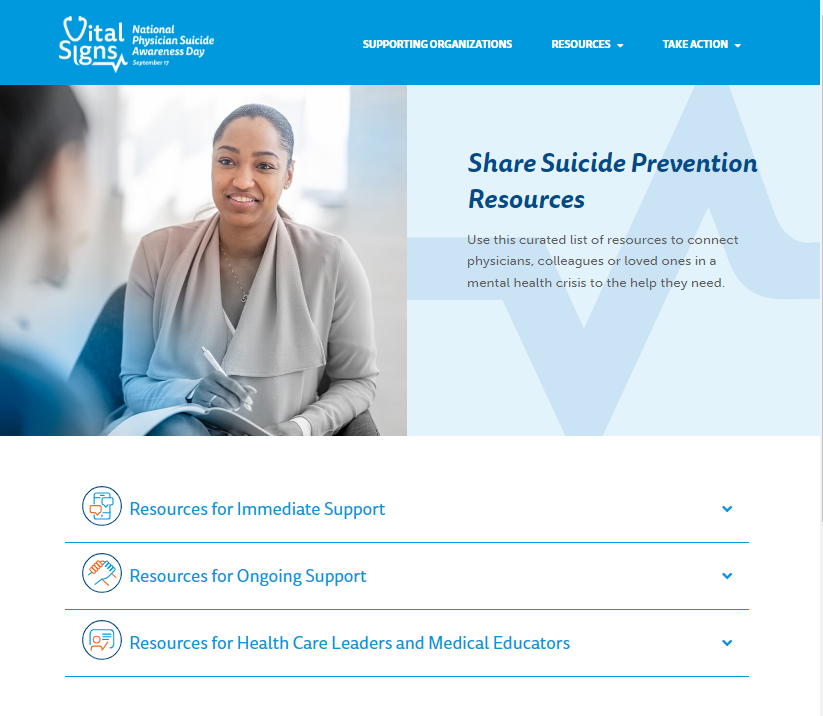 Vital Signs
National
Physician Suicide
Awareness Day
September 17
SUPPORTING ORGANIZATIONS
RESOURCES
TAKE ACTION
Share Suicide Prevention
Resources
Use this curated list of resources to connect
physicians, colleagues or loved ones in a
mental health crisis to the help they need.
Resources for Immediate Support
Resources for Ongoing Support
Resources for Health Care Leaders and Medical Educators